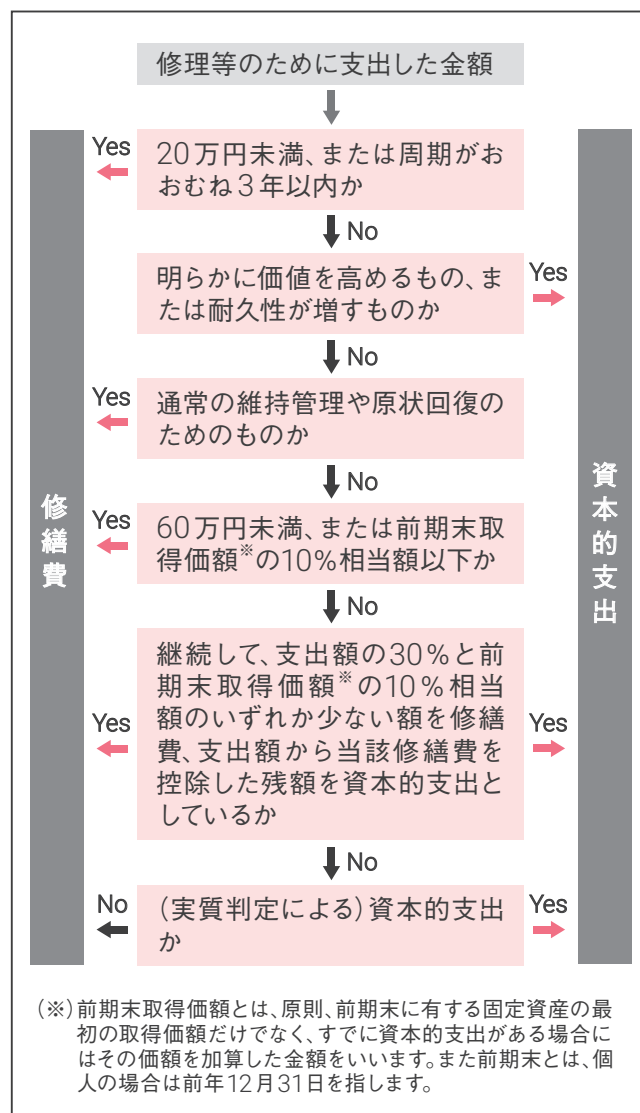 修理等のために支出した金額
Yes
20万円未満、または周期がお
おむね3年以内か
No
明らかに価値を高めるもの、ま
たは耐久性が増すものか
Yes
No
Yes
通常の維持管理や原状回復の
ためのものか
No
修繕費
資本的支出
Yes
60万円未満、または前期末取
得価額※の10%相当額以下か
No
継続して、支出額の30%と前
期末取得価額※の10%相当
額のいずれか少ない額を修繕
費、支出額から当該修繕費を
控除した残額を資本的支出と
しているか
Yes
Yes
No
No
(実質判定による)資本的支出
か
Yes
(※)前期末取得価額とは、原則、前期末に有する固定資産の最
初の取得価額だけでなく、すでに資本的支出がある場合に
はその価額を加算した金額をいいます。また前期末とは、個
人の場合は前年12月31日を指します。